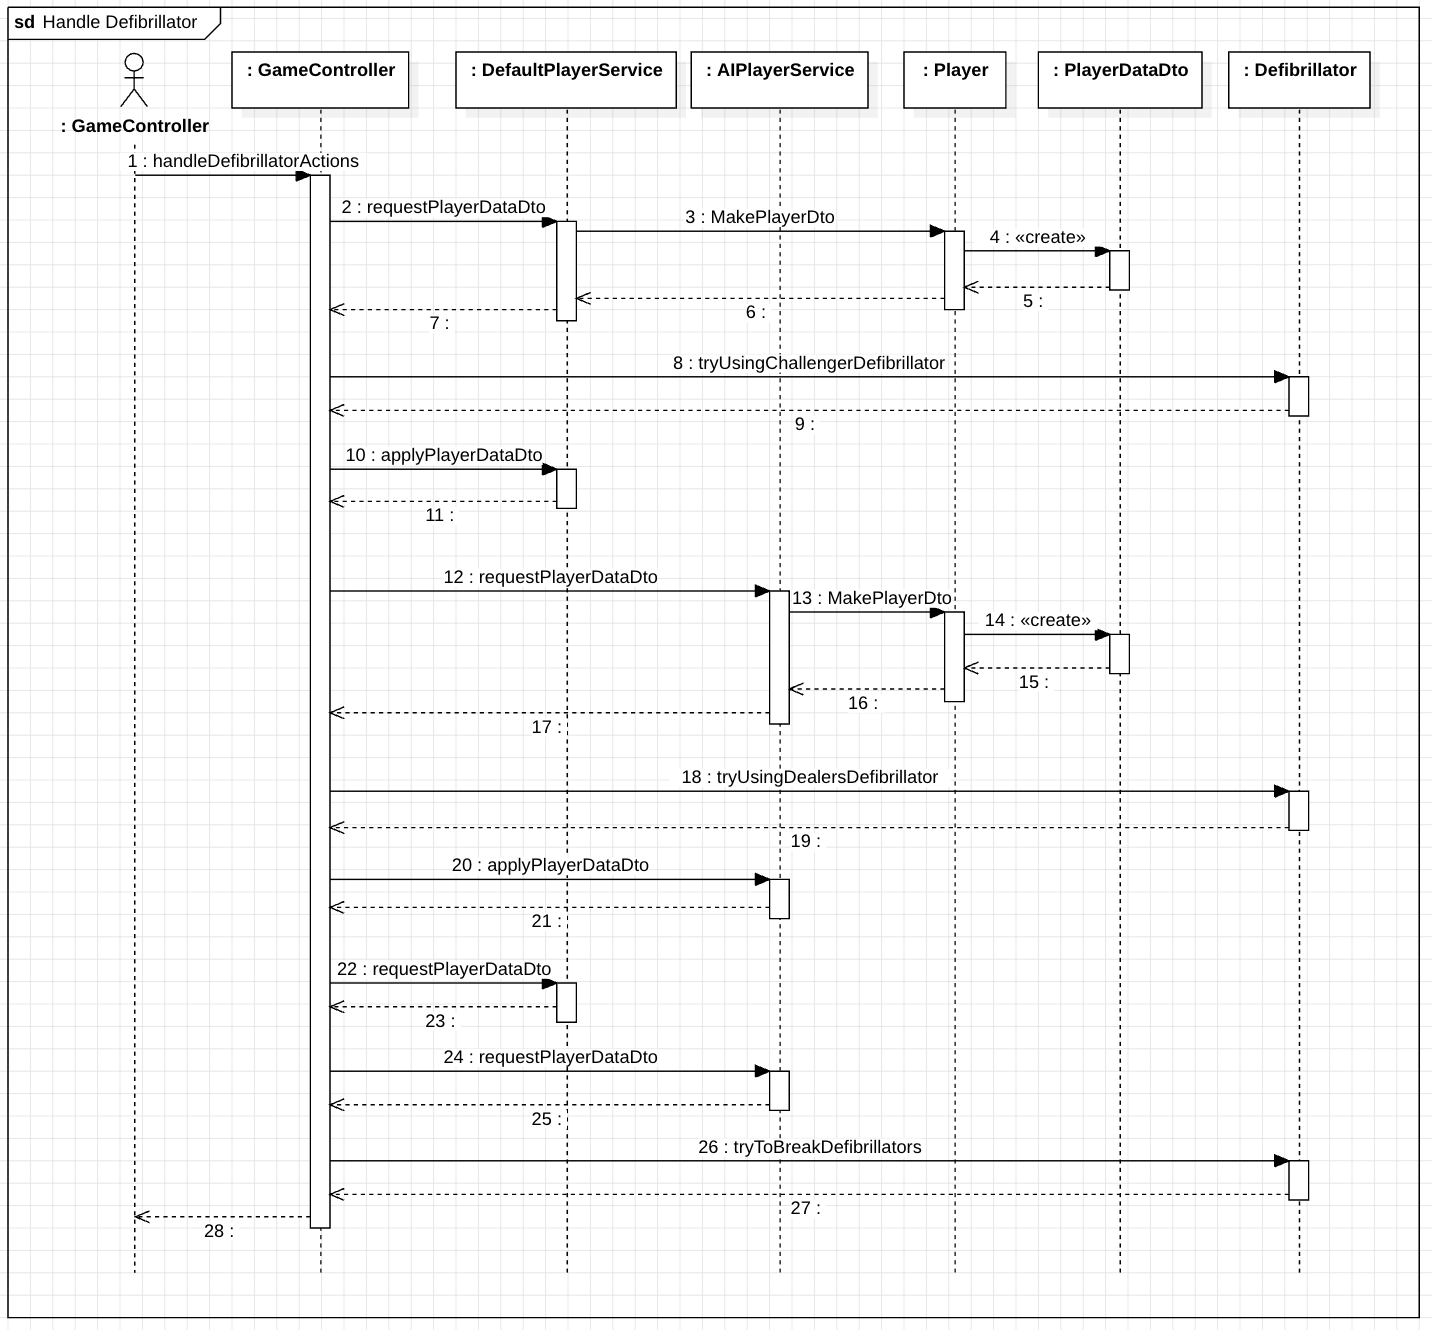 sd Handle Defibrillator
: GameController
: GameController
: DefaultPlayerService
: AIPlayerService
: Player
: PlayerDataDto
: Defibrillator
1 : handleDefibrillatorActions
2 : requestPlayerDataDto
3 : MakePlayerDto
4 : «create»
5 :
6 :
7 :
8 : tryUsingChallengerDefibrillator
9 :
10 : applyPlayerDataDto
11 :
12 : requestPlayerDataDto
13 : MakePlayerDto
14 : «create»
15 :
16 :
17 :
18 : tryUsingDealersDefibrillator
19 :
20 : applyPlayerDataDto
21 :
22 : requestPlayerDataDto
23 :
24 : requestPlayerDataDto
25 :
26 : tryToBreakDefibrillators
27 :
28 :